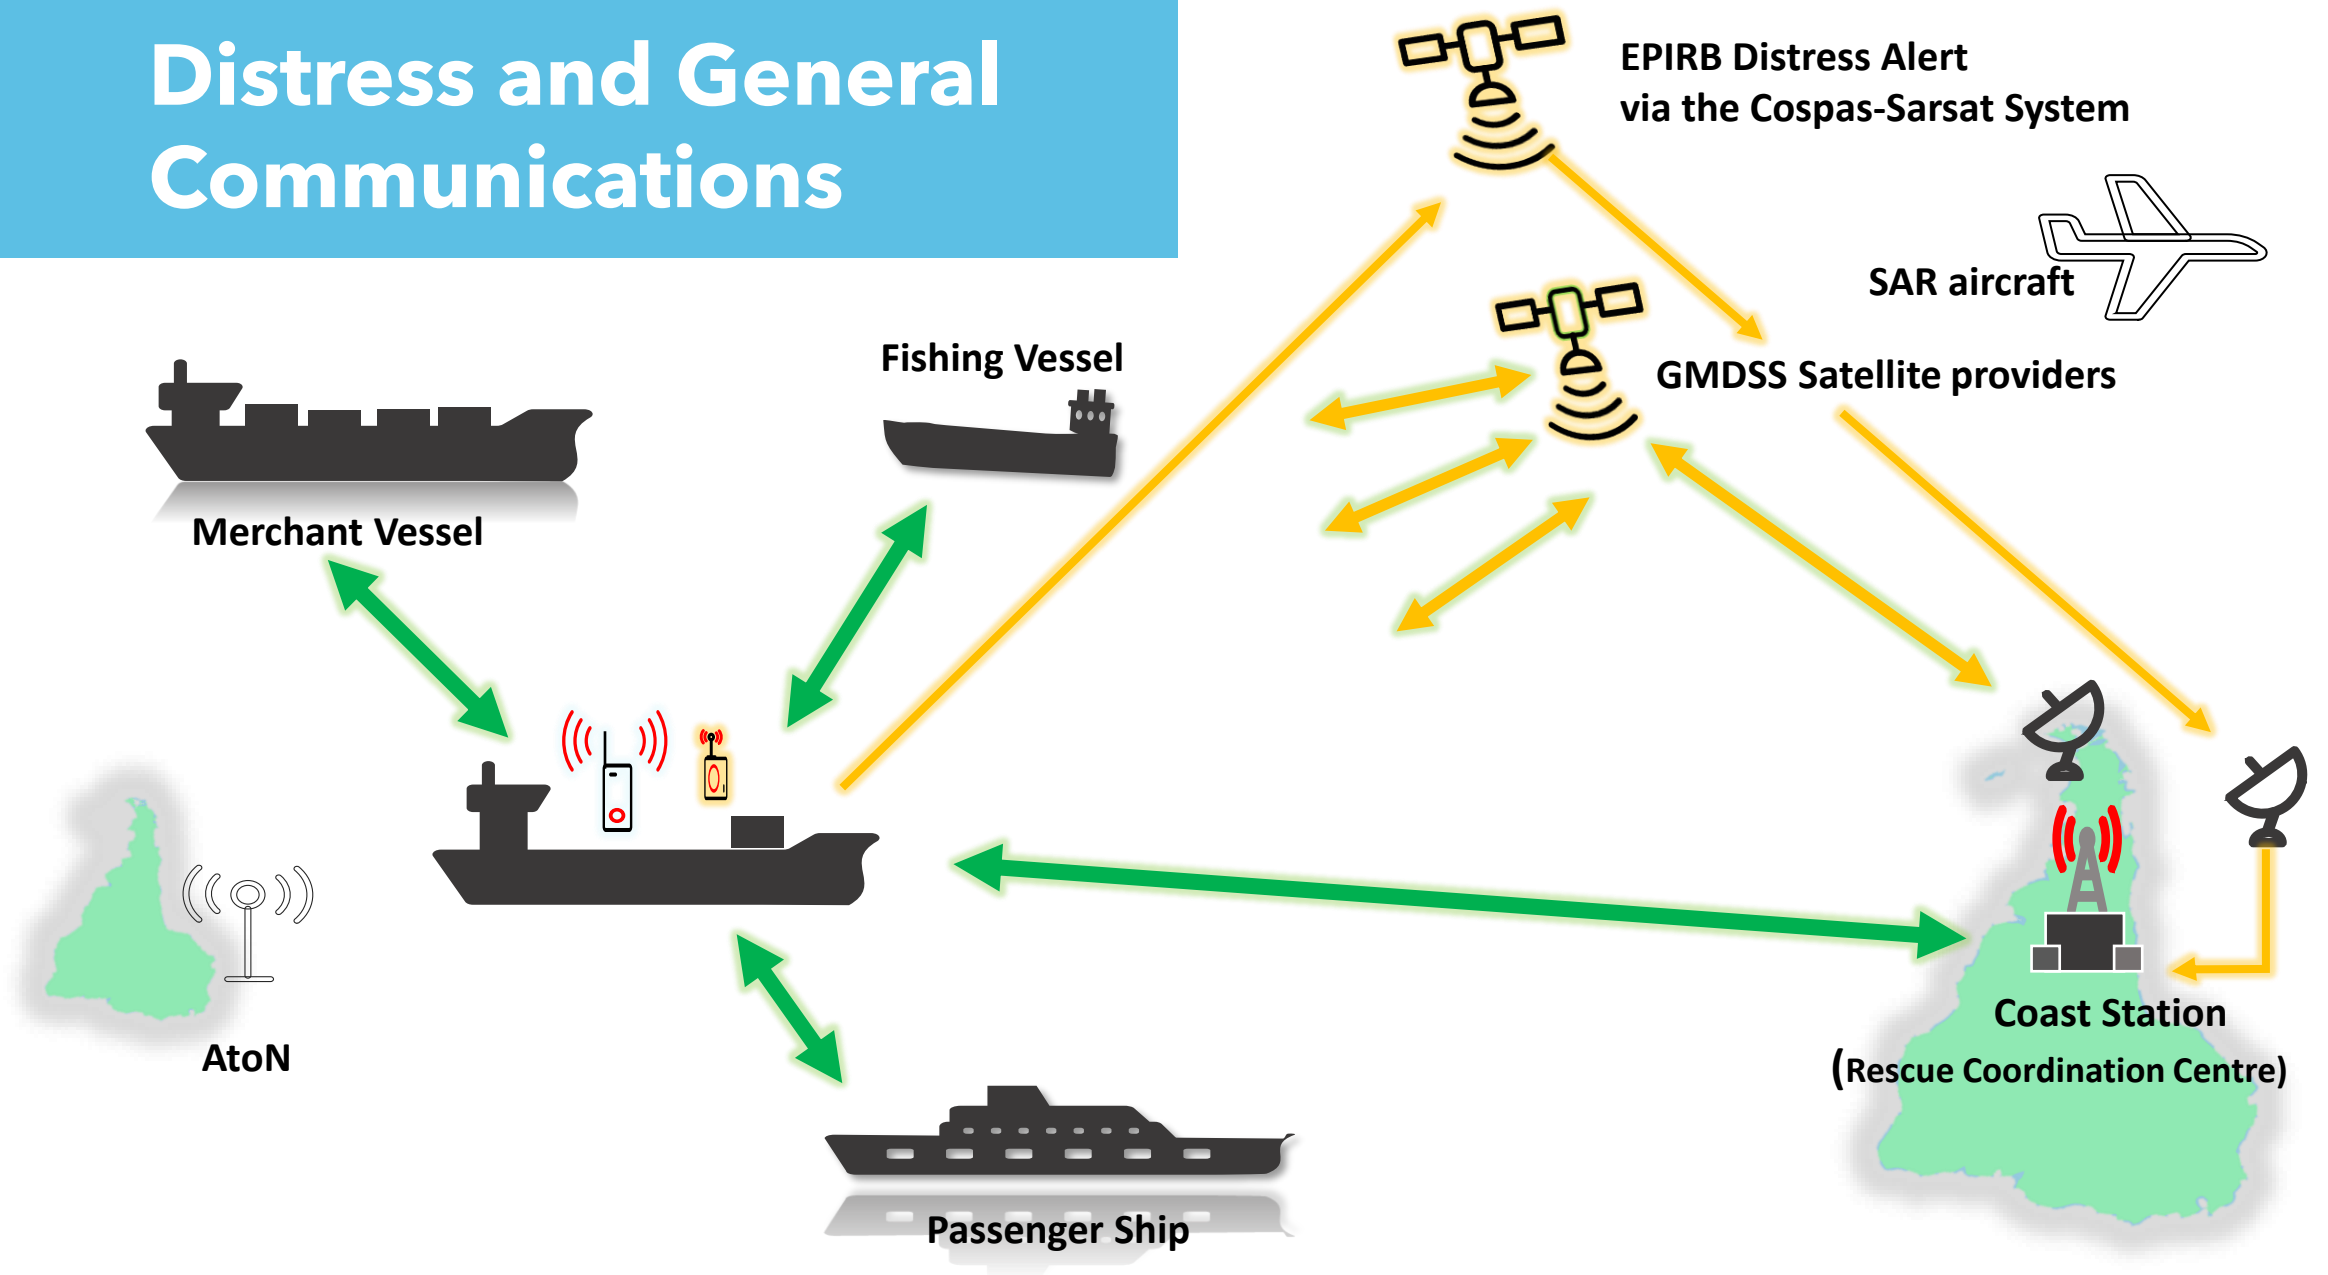 Distress and General
Communications
EPIRB Distress Alert
via the Cospas-Sarsat System
SAR aircraft
Fishing Vessel
GMDSS Satellite providers
Merchant Vessel
AtoN
Coast Station
(Rescue Coordination Centre)
Passenger Ship